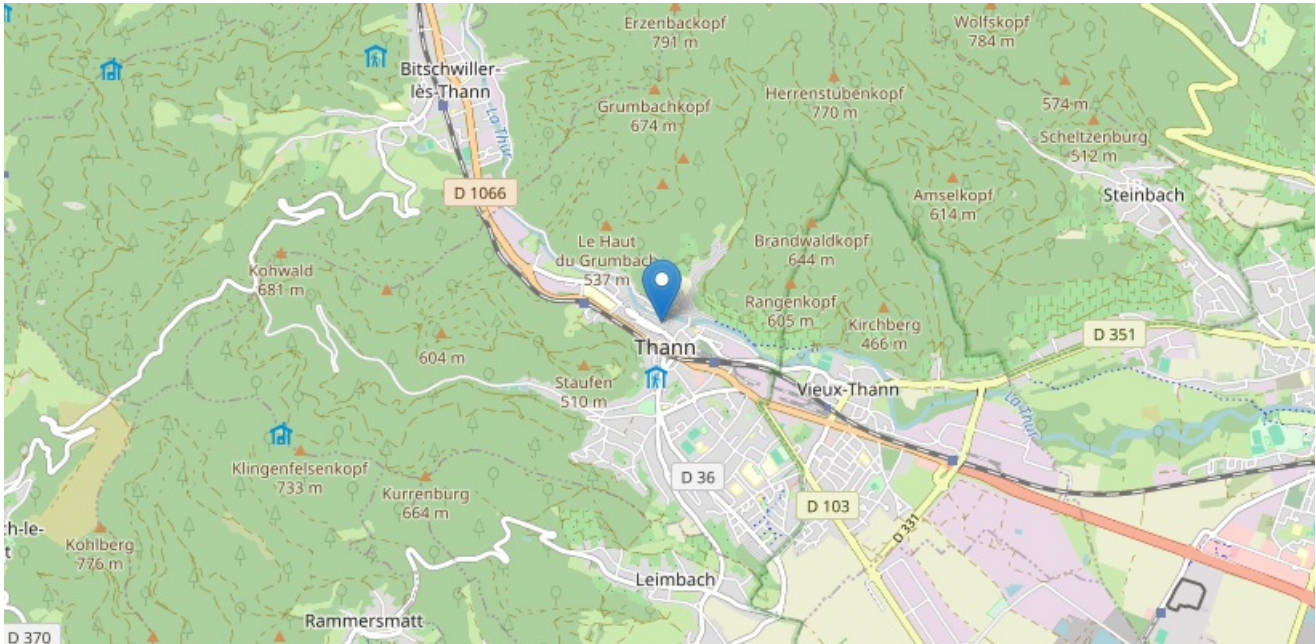 Erzenbackopf
791 m
Wolfskopf
784 m
Bitschwiller-
lès-Thann
La Thur
Grumbachkopf
674 m
Herrenstubenkopf
770 m
574 m
Scheltzenburg
512 m
D 1066
Amselkopf
614 m
Steinbach
Le Haut
du Grumbach
537 m
Brandwaldkopf
644 m
Kohwald
681 m
Rangenkopf
605 m
Kirchberg
466 m
D 351
604 m
Thann
Staufen
510 m
Vieux-Thann
La Thur
Klingenfelsenkopf
733 m
Kurrenburg
664 m
D 36
D 103
D 331
ch-le-
Kohlberg
776 m
Leimbach
Rammersmatt
D 370